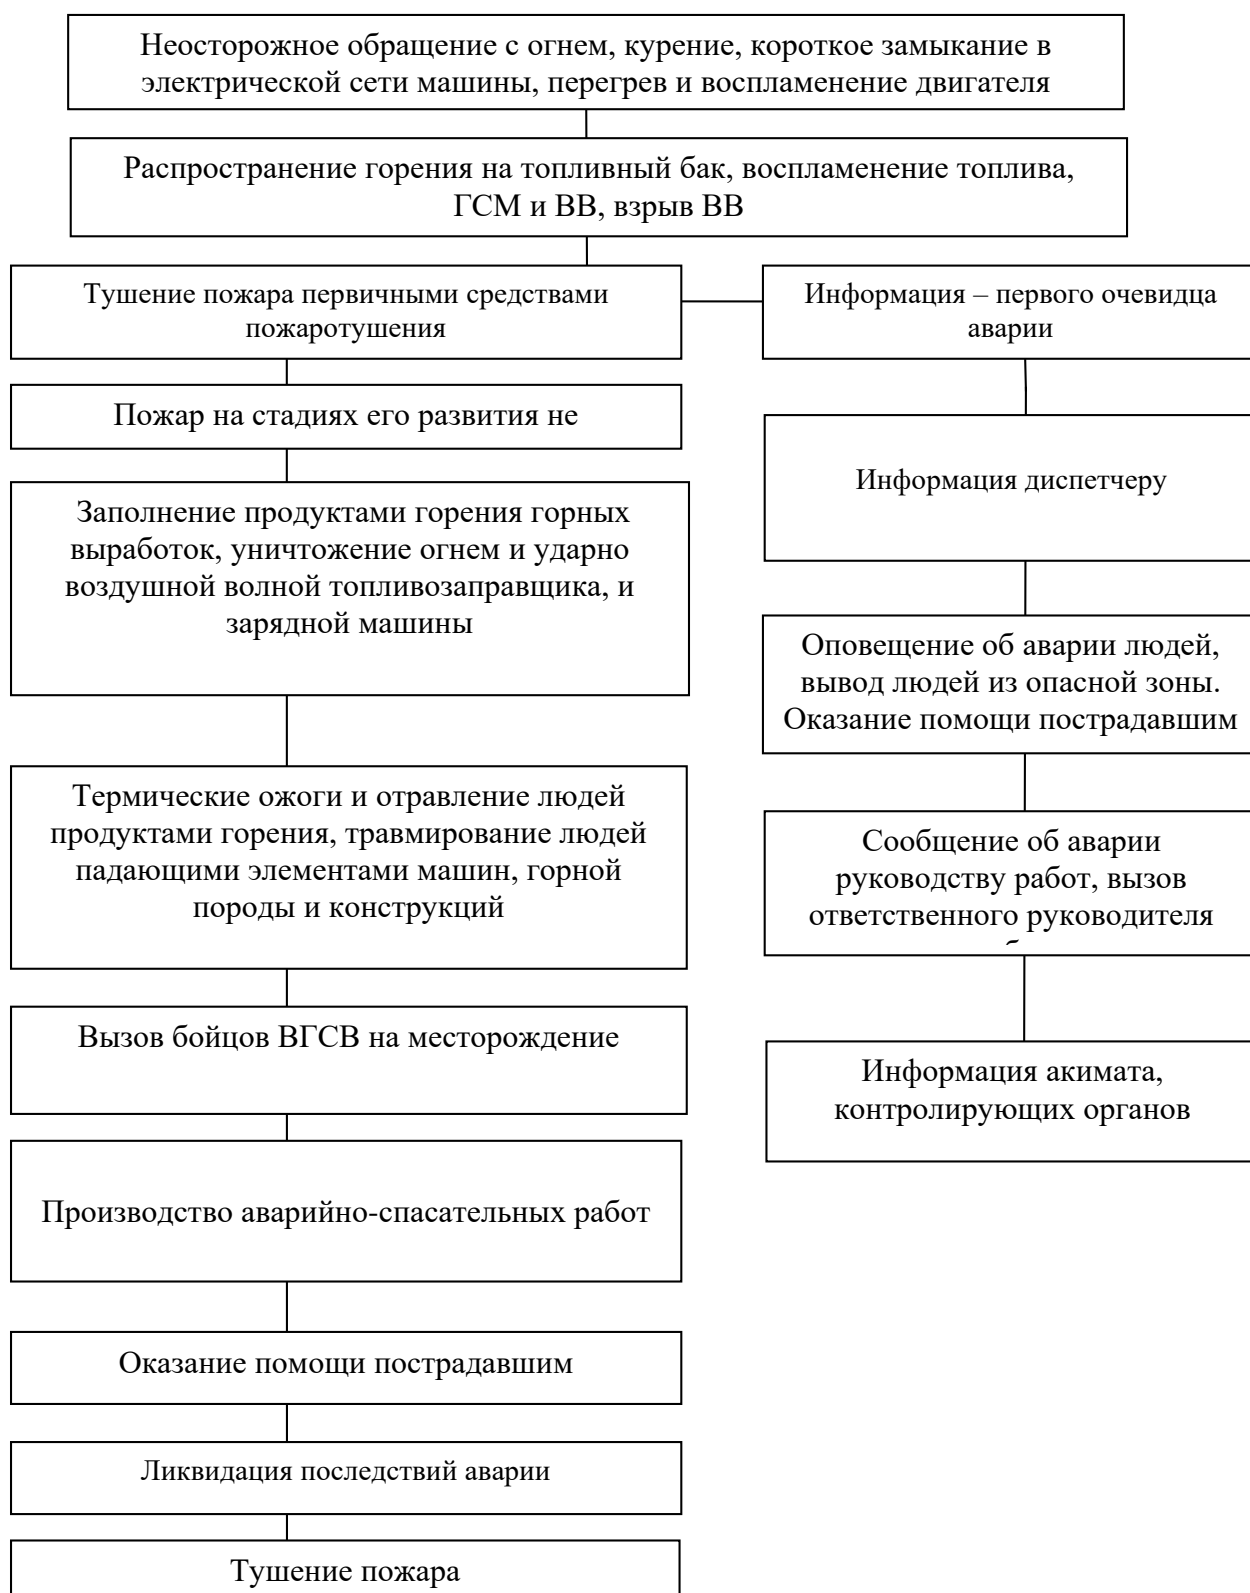 Неосторожное обращение с огнем, курение, короткое замыкание в
электрической сети машины, перегрев и воспламенение двигателя
Распространение горения на топливный бак, воспламенение топлива,
ГСМ и ВВ, взрыв ВВ
Тушение пожара первичными средствами
пожаротушения
Пожар на стадиях его развития не
Заполнение продуктами горения горных
выработок, уничтожение огнем и ударно
воздушной волной топливозаправщика, и
зарядной машины
Термические ожоги и отравление людей
продуктами горения, травмирование людей
падающими элементами машин, горной
породы и конструкций
Вызов бойцов ВГСВ на месторождение
Производство аварийно-спасательных работ
Оказание помощи пострадавшим
Ликвидация последствий аварии
Тушение пожара
Информация – первого очевидца
аварии
Информация диспетчеру
Оповещение об аварии людей,
вывод людей из опасной зоны.
Оказание помощи пострадавшим
Сообщение об аварии
руководству работ, вызов
ответственного руководителя
Информация акимата,
контролирующих органов